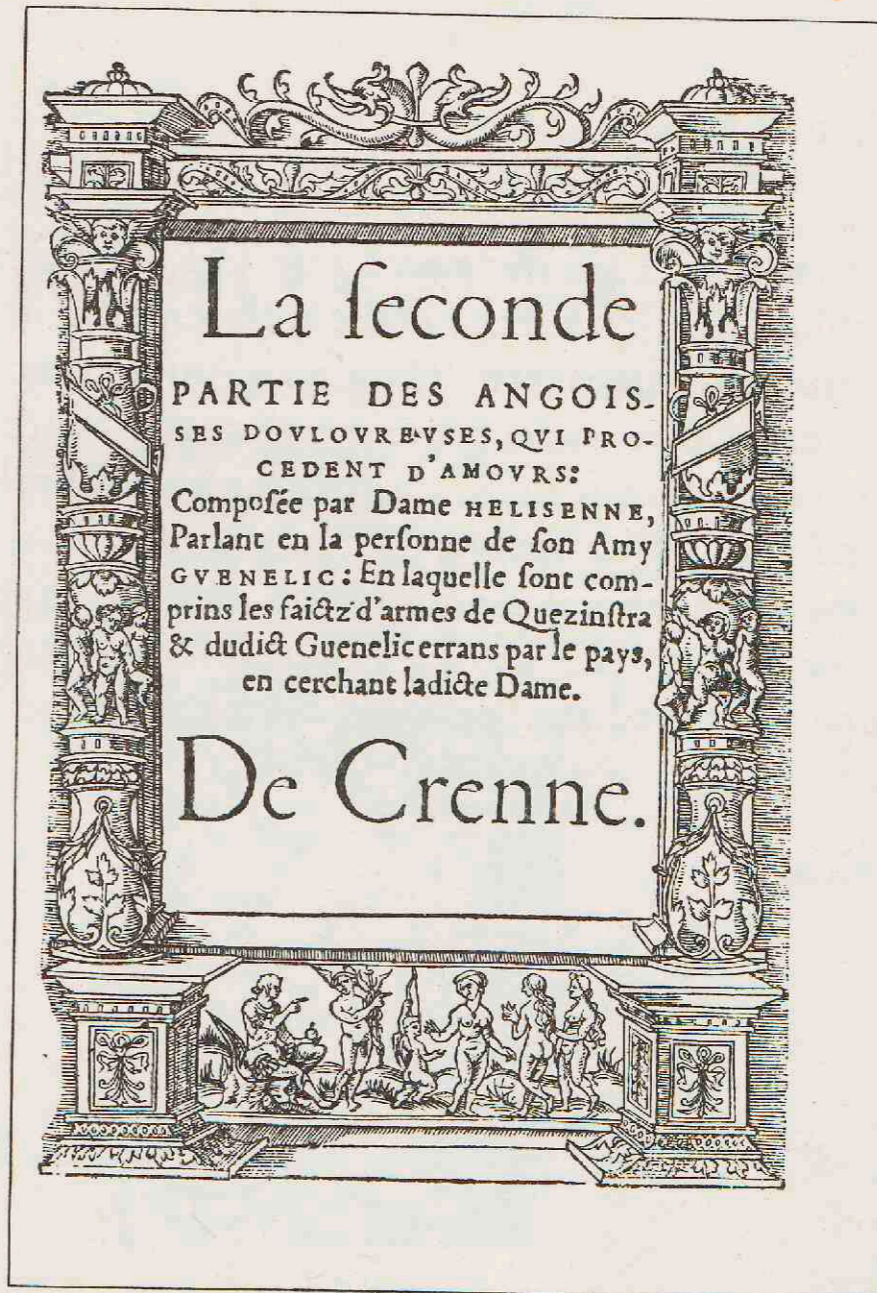 La ſeconde
PARTIE DES ANGOIS-
SES DOVLOVREVSES, QVI PRO-
CEDENT D'AMOVRS:
Compoſée par Dame HELISENNE,
Parlant en la perſonne de ſon Amy
GVENELIC: En laquelle ſont com-
prins les faictz d'armes de Quezinſtra
& dudict Guenelic errans par le pays,
en cerchant ladicte Dame.
De Crenne.